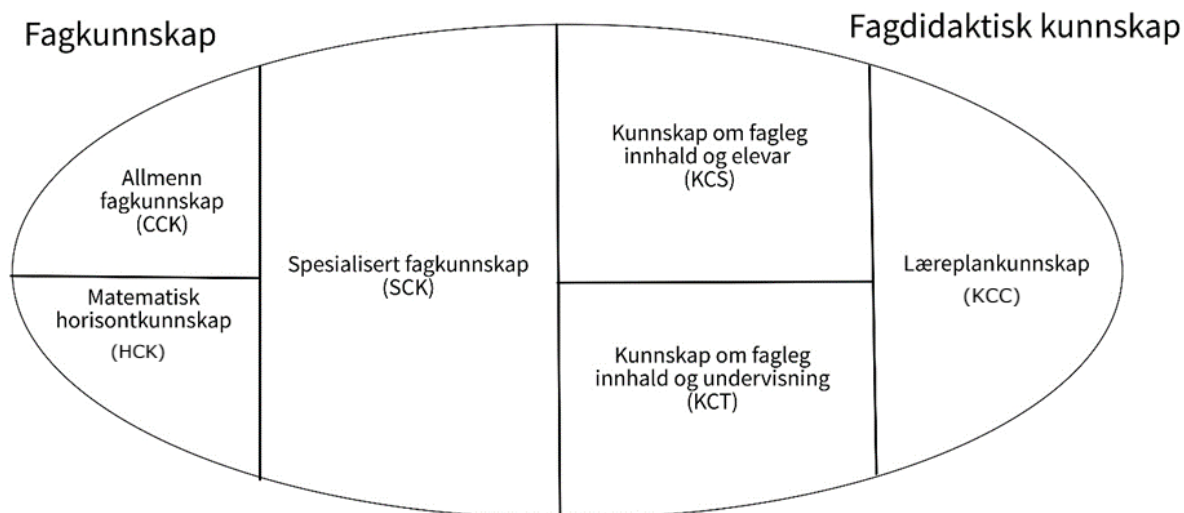 Fagkunnskap
Fagdidaktisk kunnskap
Allmenn
fagkunnskap
(CCK)
Matematisk
horisontkunnskap
(HCK)
Spesialisert fagkunnskap
(SCK)
Kunnskap om fagleg
innhald og elevar
(KCS)
Kunnskap om fagleg
innhald og undervisning
(KCT)
Læreplankunnskap
(KCC)